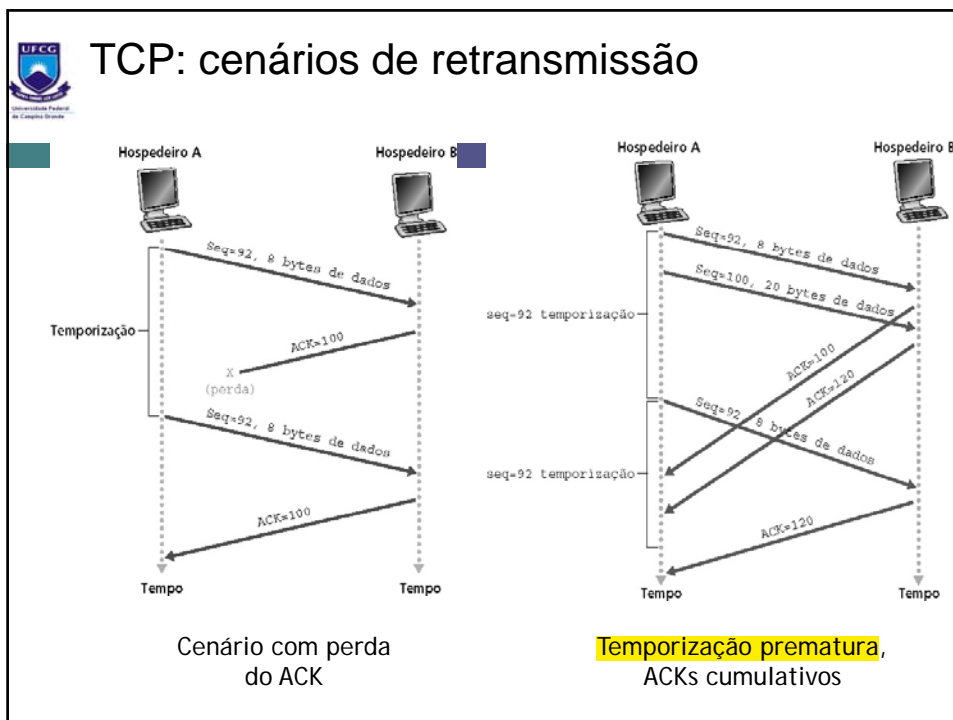 UFCG
Universidade Federal
de Campina Grande
TCP: cenários de retransmissão
Hospedeiro A
Hospedeiro B
Seq=92, 8 bytes de dados
Temporização
ACK=100
X
(perda)
Seq=92, 8 bytes de dados
ACK=100
Tempo
Tempo
Cenário com perda
do ACK
Hospedeiro A
Hospedeiro B
Seq=92, 8 bytes de dados
Seq=100, 20 bytes de dados
seq=92 temporização
ACK=100
ACK=120
Seq=92, 8 bytes de dados
seq=92 temporização
ACK=120
Tempo
Tempo
Temporização prematura,
ACKs cumulativos